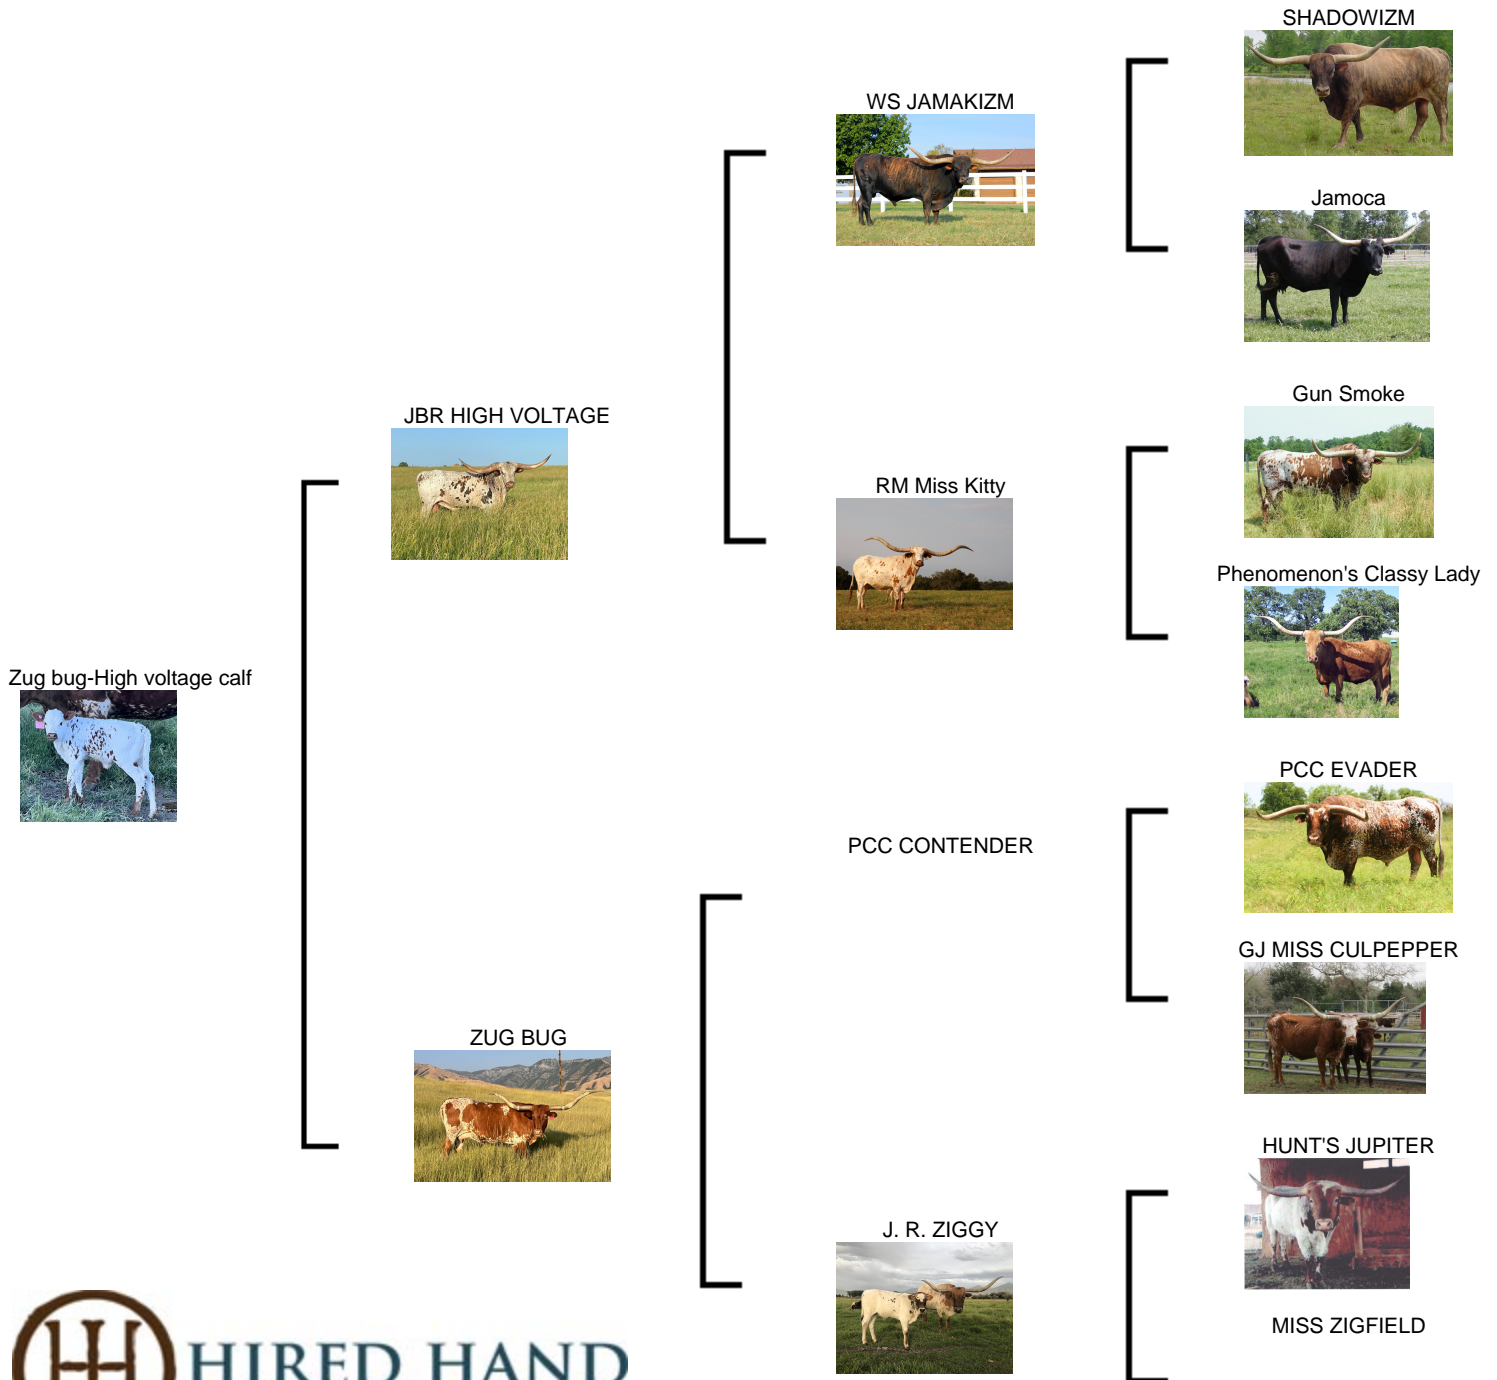 SHADOWIZM
WS JAMAKIZM
Jamoca
Gun Smoke
JBR HIGH VOLTAGE
RM Miss Kitty
Phenomenon's Classy Lady
Zug bug-High voltage calf
PCC EVADER
PCC CONTENDER
GJ MISS CULPEPPER
ZUG BUG
HUNT'S JUPITER
J. R. ZIGGY
MISS ZIGFIELD
HIRED HAND